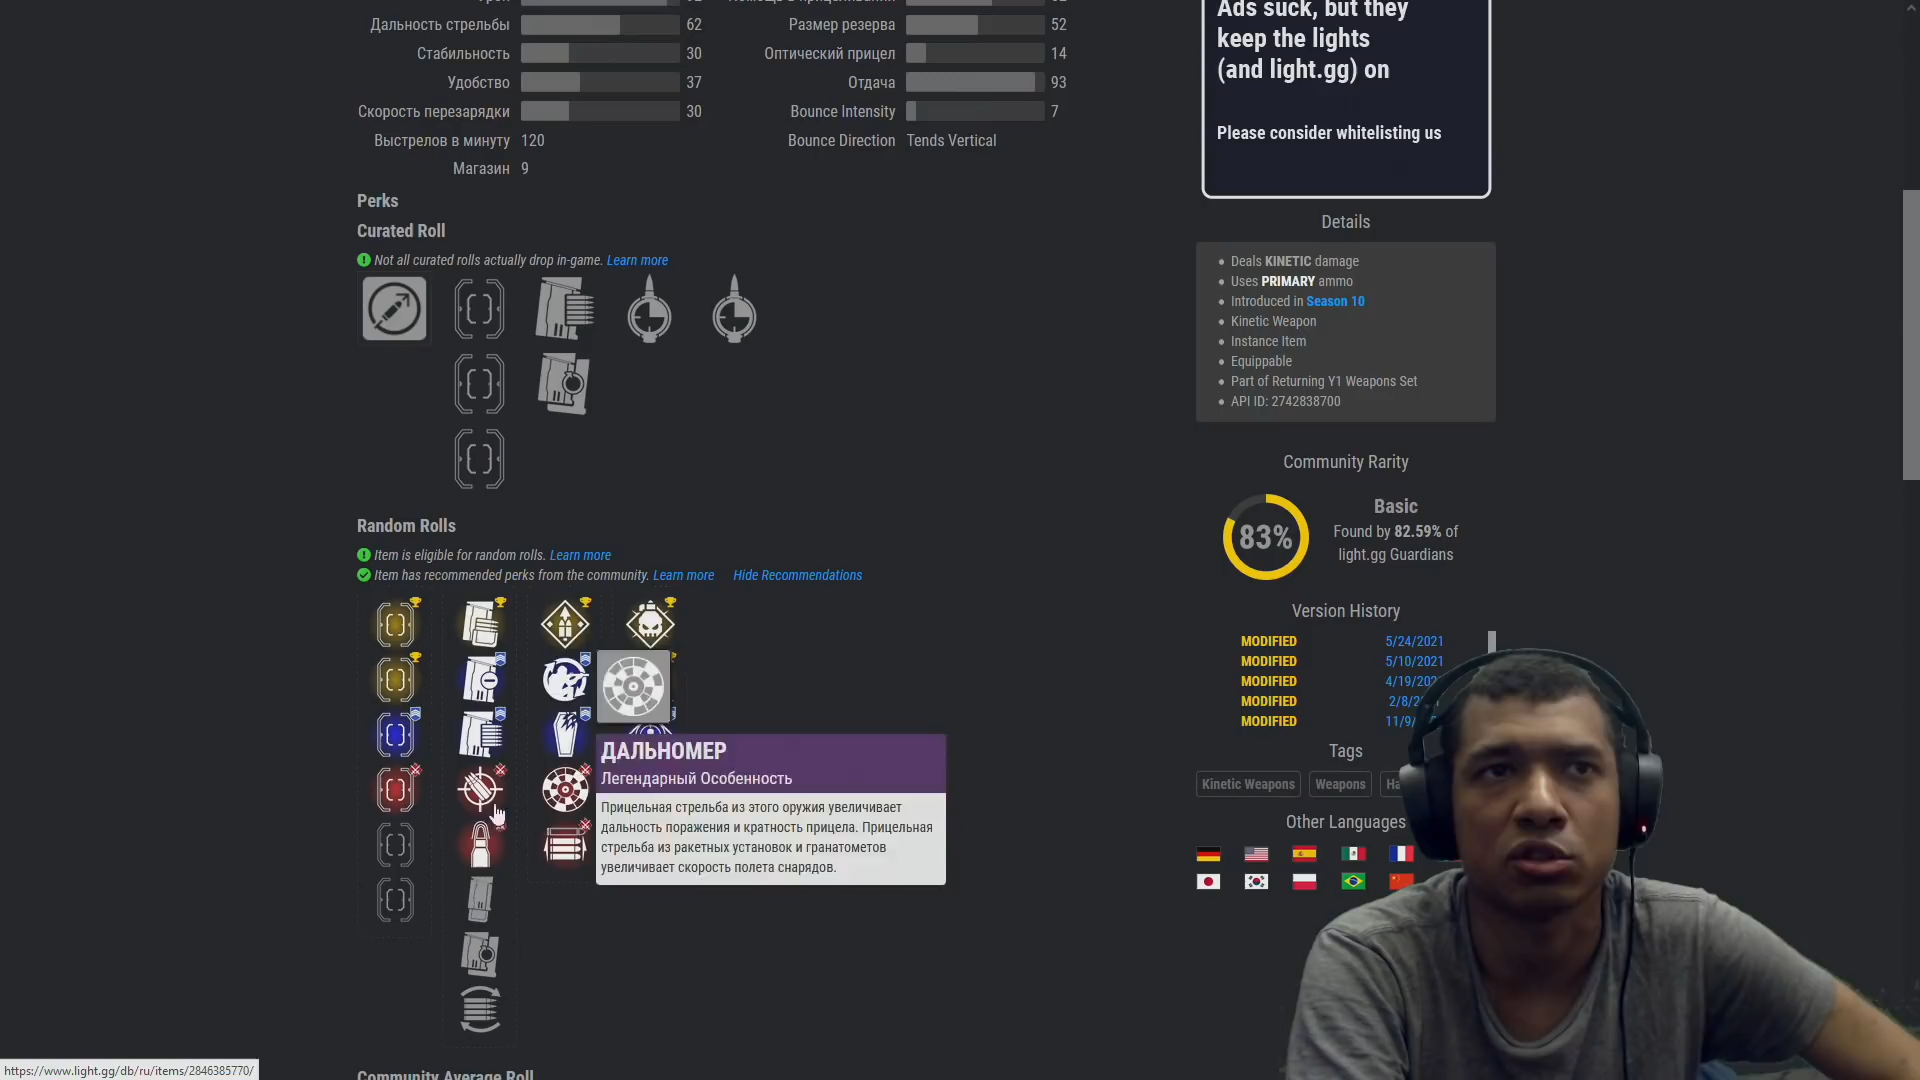 Дальность стрельбы 62
Размер резерва 52
Стабильность 30
Оптический прицел 14
Удобство 37
Отдача 93
Скорость перезарядки 30
Bounce Intensity 7
Выстрелов в минуту 120
Bounce Direction Tends Vertical
Магазин 9
Perks
Curated Roll
Not all curated rolls actually drop in-game. Learn more
Random Rolls
Item is eligible for random rolls. Learn more
Item has recommended perks from the community. Learn more Hide Recommendations
ДАЛЬНОМЕР
Легендарный Особенность
Прицельная стрельба из этого оружия увеличивает
дальность поражения и кратность прицела. Прицельная
стрельба из ракетных установок и гранатометов
увеличивает скорость полета снарядов.
Community Average Roll
https://www.light.gg/db/ru/items/2846385770/
Ads suck, but they
keep the lights
(and light.gg) on
Please consider whitelisting us
Details
Deals KINETIC damage
Uses PRIMARY ammo
Introduced in Season 10
Kinetic Weapon
Instance Item
Equippable
Part of Returning Y1 Weapons Set
API ID: 2742838700
Community Rarity
83%
Basic
Found by 82.59% of
light.gg Guardians
Version History
MODIFIED 5/24/2021
MODIFIED 5/10/2021
MODIFIED
MODIFIED
MODIFIED
Tags
Kinetic Weapons Weapons
Other Languages